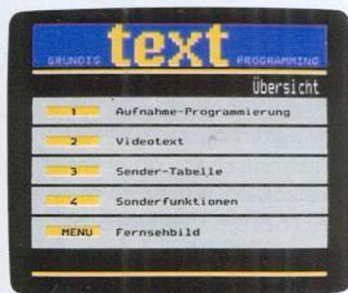 GRUNDIG text PROGRAMMING
Übersicht
1 Aufnahme-Programmierung
2 Videotext
3 Sender-Tabelle
4 Sonderfunktionen
MENU Fernsehbild